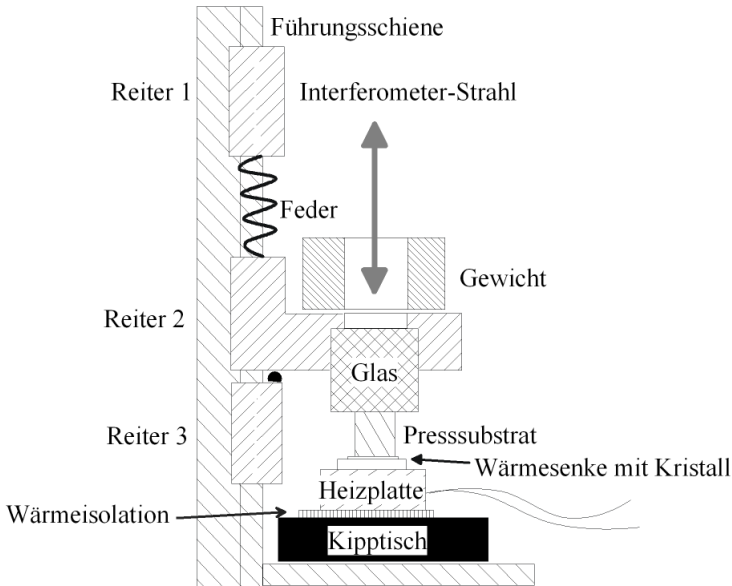 Führungsschiene
Reiter 1
Interferometer-Strahl
Feder
Gewicht
Reiter 2
Glas
Reiter 3
Presssubstrat
Wärmesenke mit Kristall
Heizplatte
Wärmeisolation
Kipptisch